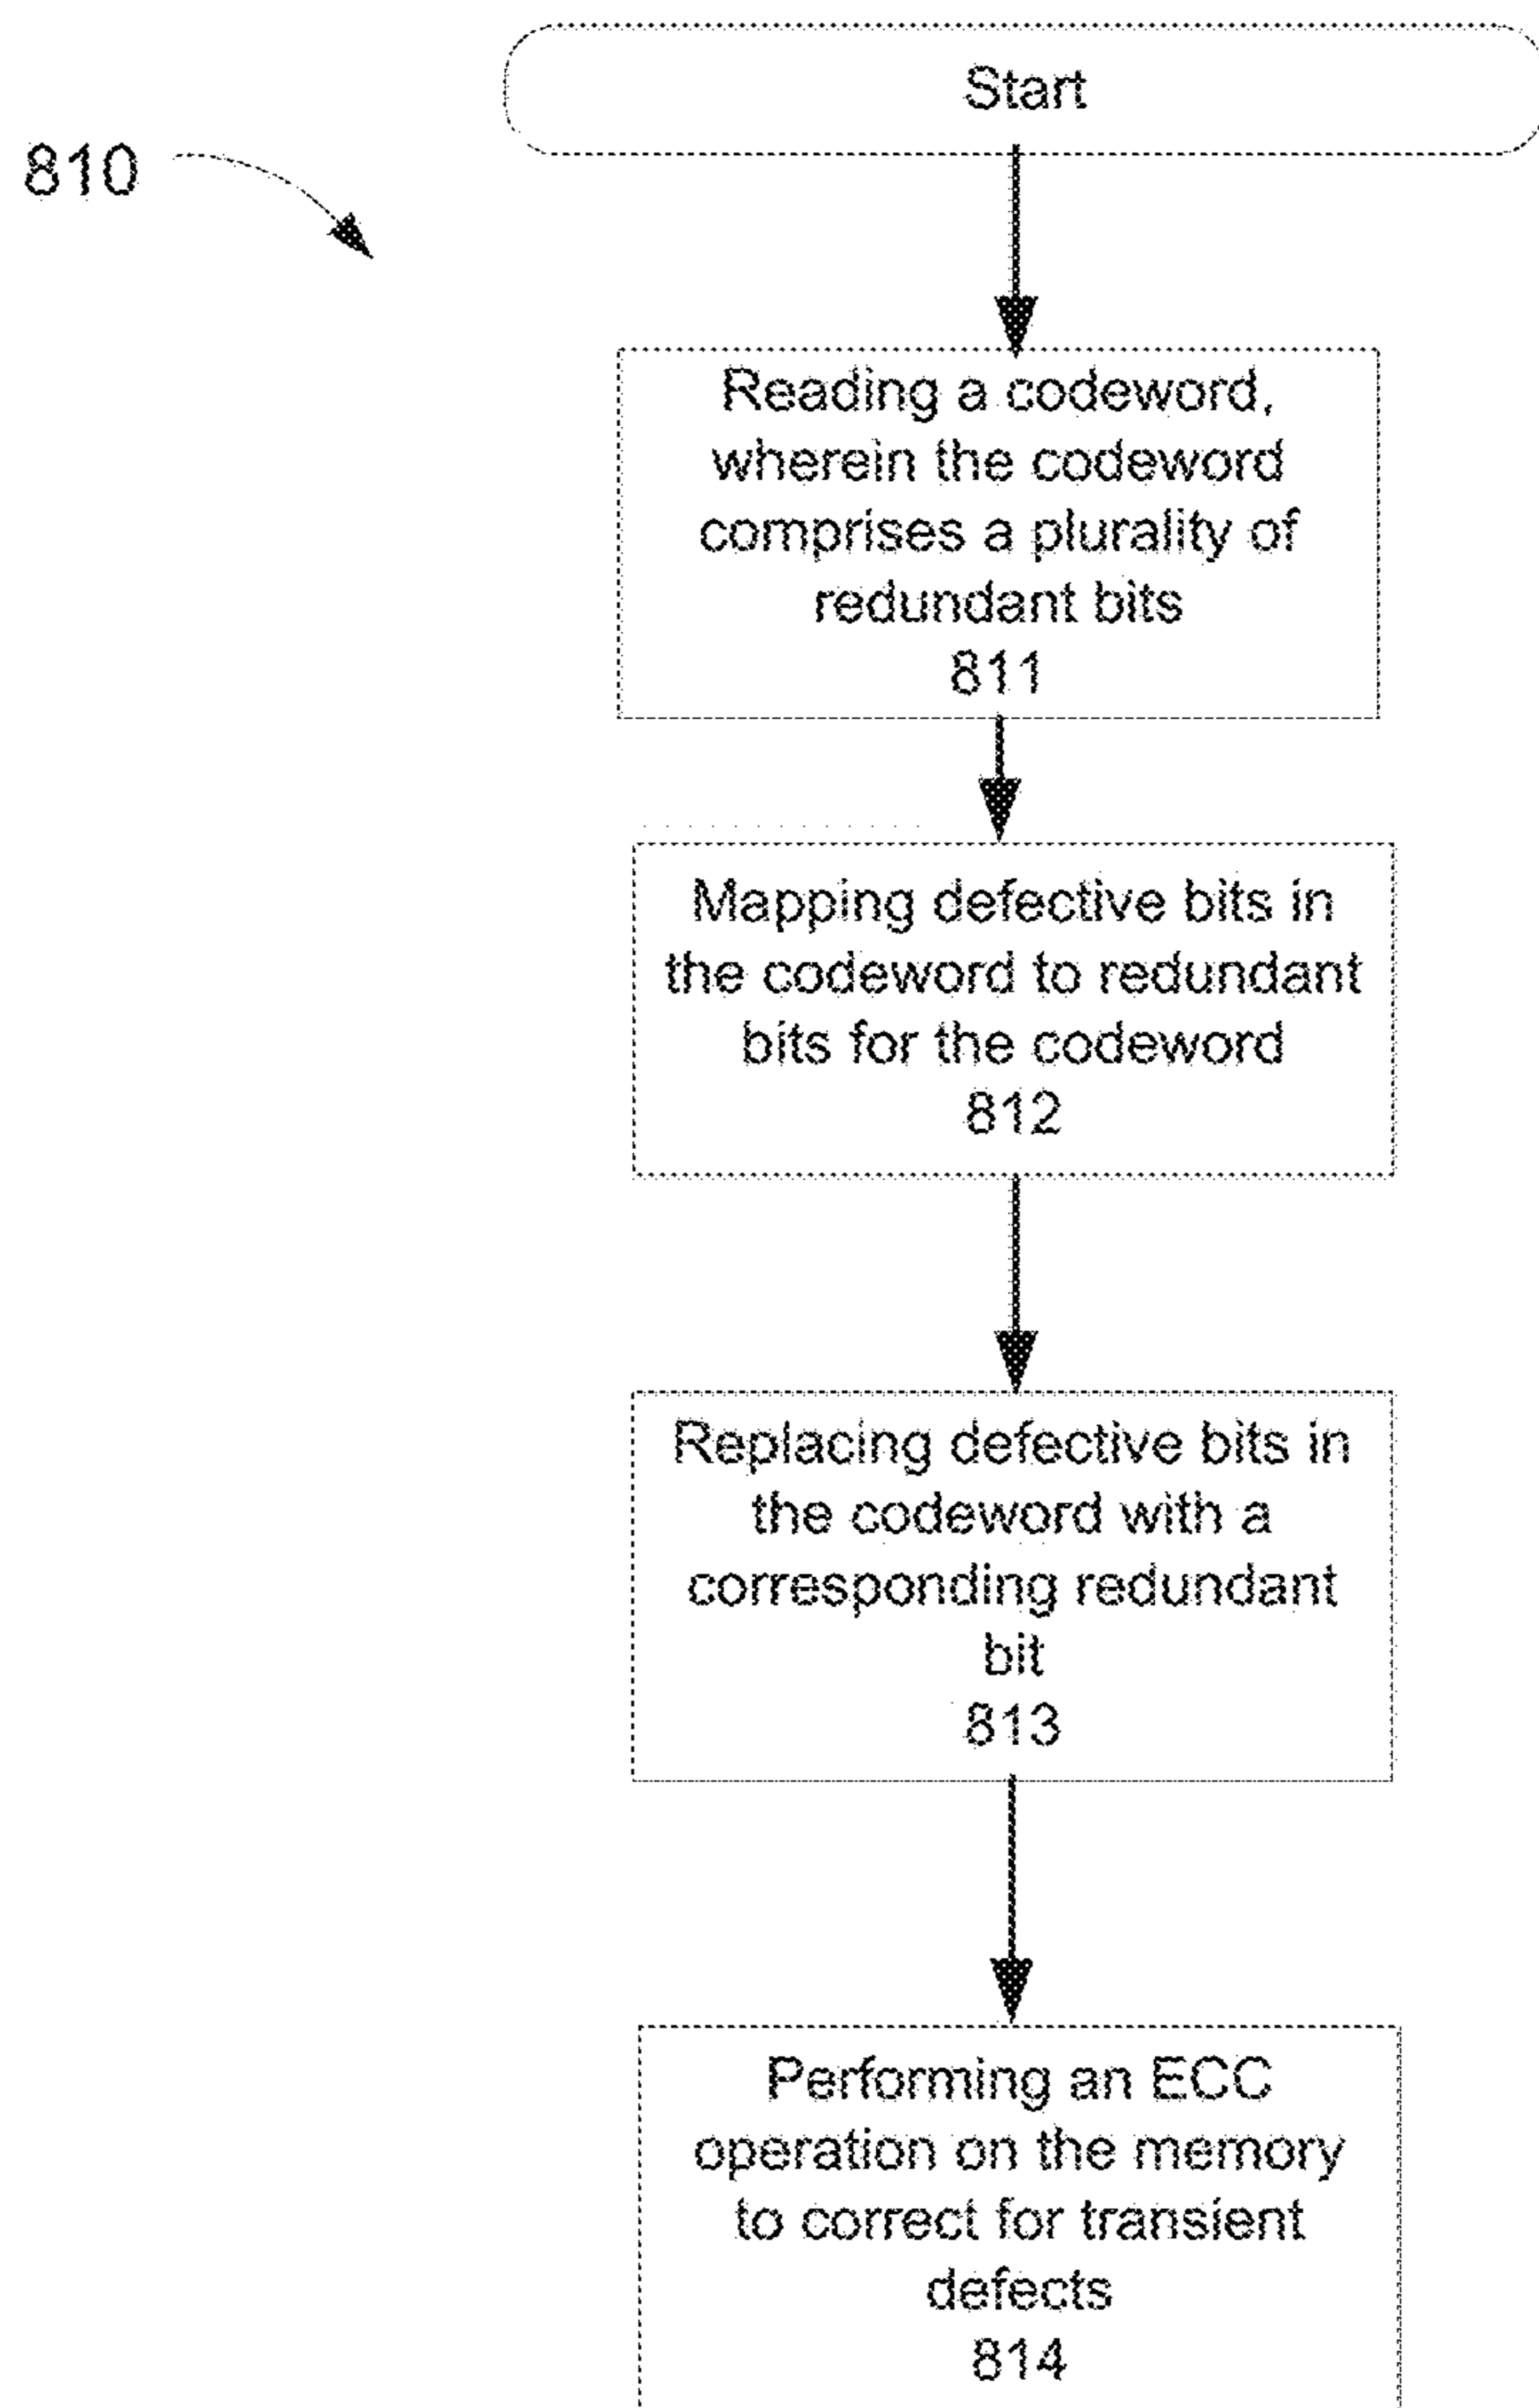 Start
810
Reading a codeword,
wherein the codeword
comprises a plurality of
redundant bits
811
Mapping defective bits in
the codeword to redundant
bits for the codeword
812
Replacing defective bits in
the codeword with a
corresponding redundant
bit
813
Performing an ECC
operation on the memory
to correct for transient
defects
814